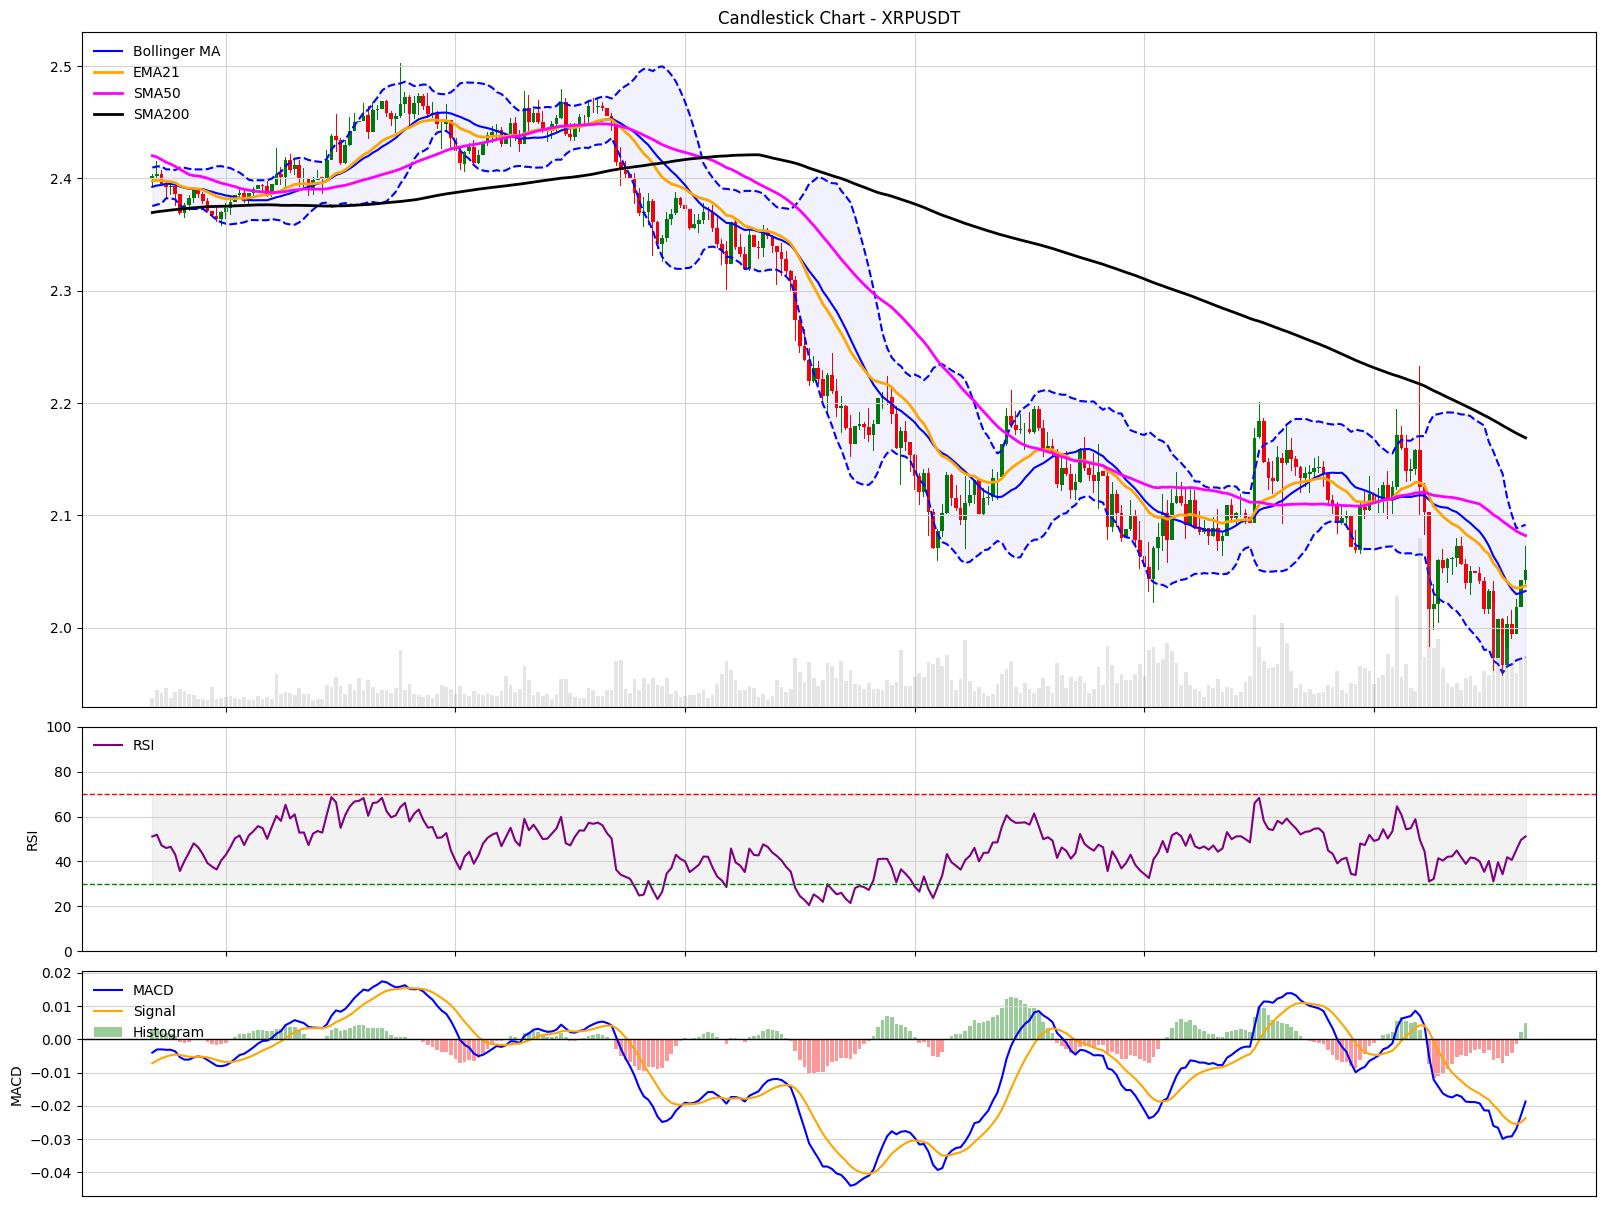 Candlestick Chart - XRPUSDT
Bollinger MA
EMA21
SMA50
SMA200
2.5
2.4
2.3
2.2
2.1
2.0
RSI
100
80
60
40
20
0
RSI
MACD
Signal
Histogram
0.02
0.01
0.00
−0.01
−0.02
−0.03
−0.04
MACD